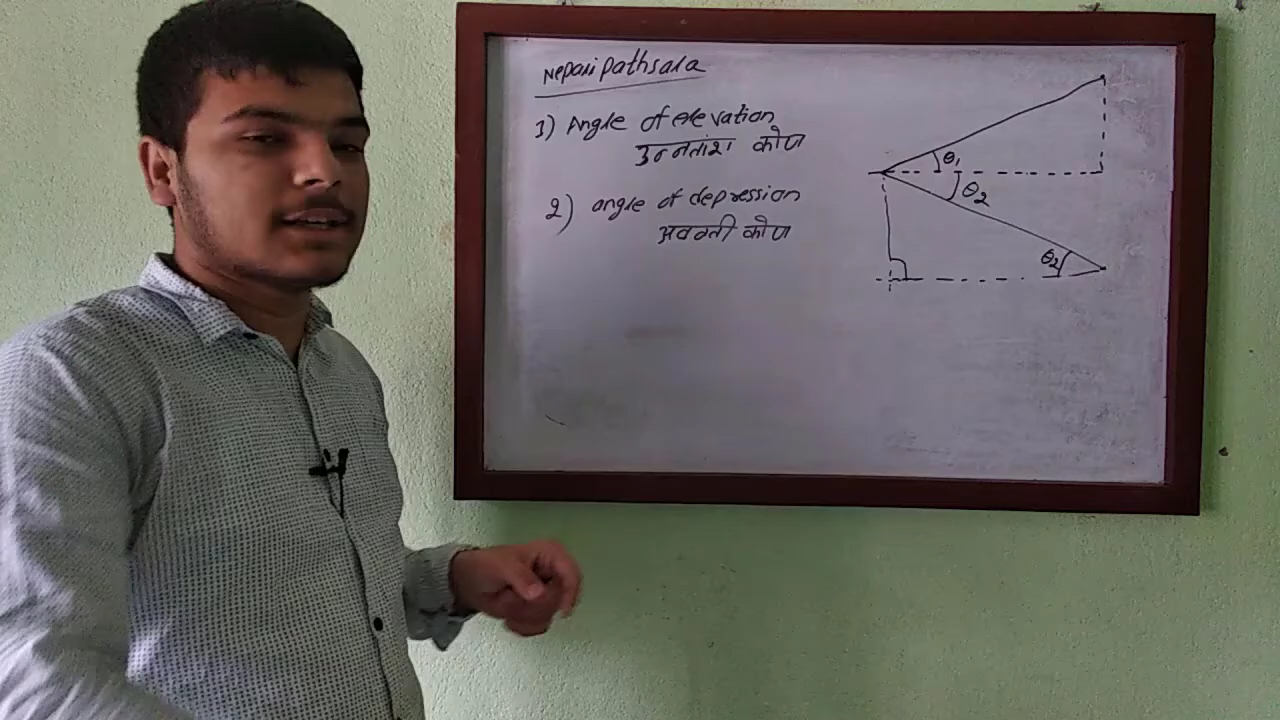 Nepali Pathsala
1) Angle of elevation
उन्नतांश कोण
2) angle of depression
अवनती कोण
θ₁
θ₂
θ₂